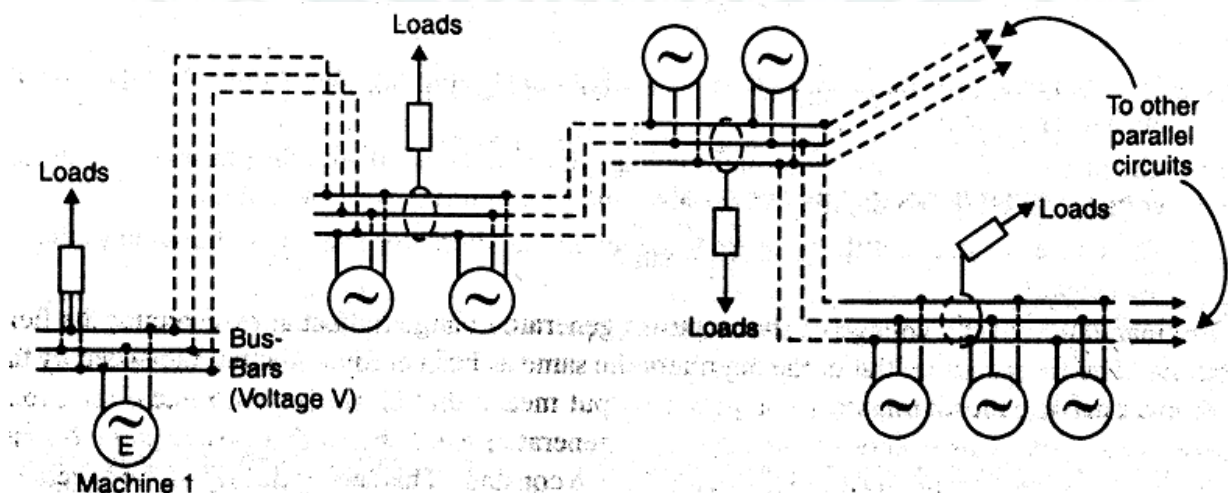 Loads
Loads
To other
parallel
circuits
Loads
Loads
Bus-
Bars
(Voltage V)
E
Machine 1